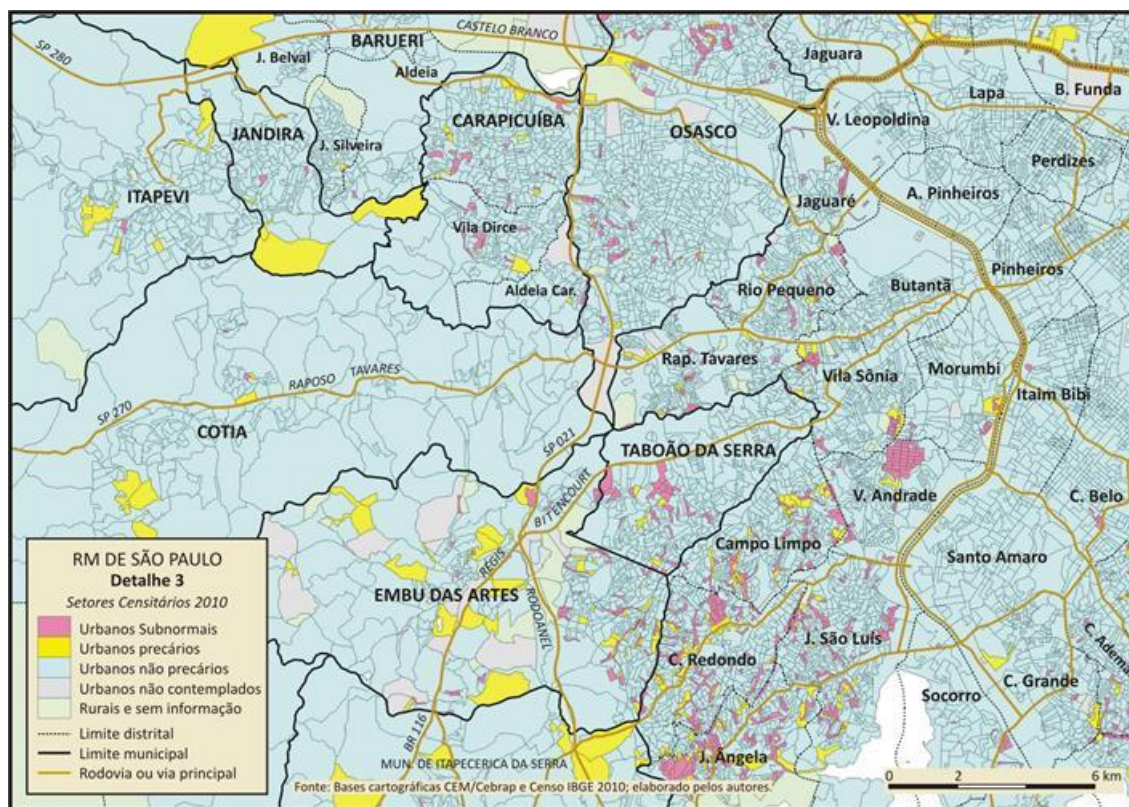 CASTELO BRANCO
BARUERI
J. Belval
SP 280
Aldeia
Jaguara
Lapa
B. Funda
CARAPICUÍBA
OSASCO
V. Leopoldina
JANDIRA
J. Silveira
Perdizes
ITAPEVI
A. Pinheiros
Jaguaré
Vila Dirce
Pinheiros
Aldeia Car.
Rio Pequeno
Butantã
Rap. Tavares
Vila Sônia
Morumbi
Itaim Bibi
RAPOSO TAVARES
SP 270
COTIA
SP 021
TABOÃO DA SERRA
V. Andrade
C. Belo
BITENCOURT
RÉGIS
Campo Limpo
Santo Amaro
EMBU DAS ARTES
RODOANEL
J. São Luís
C. Redondo
C. Adema
Socorro
C. Grande
BR 116
J. Ângela
MUN. DE ITAPECERICA DA SERRA
RM DE SÃO PAULO
Detalhe 3
Setores Censitários 2010
Urbanos Subnormais
Urbanos precários
Urbanos não precários
Urbanos não contemplados
Rurais e sem informação
Limite distrital
Limite municipal
Rodovia ou via principal
Fonte: Bases cartográficas CEM/Cebrap e Censo IBGE 2010; elaborado pelos autores.
0 2 6 km